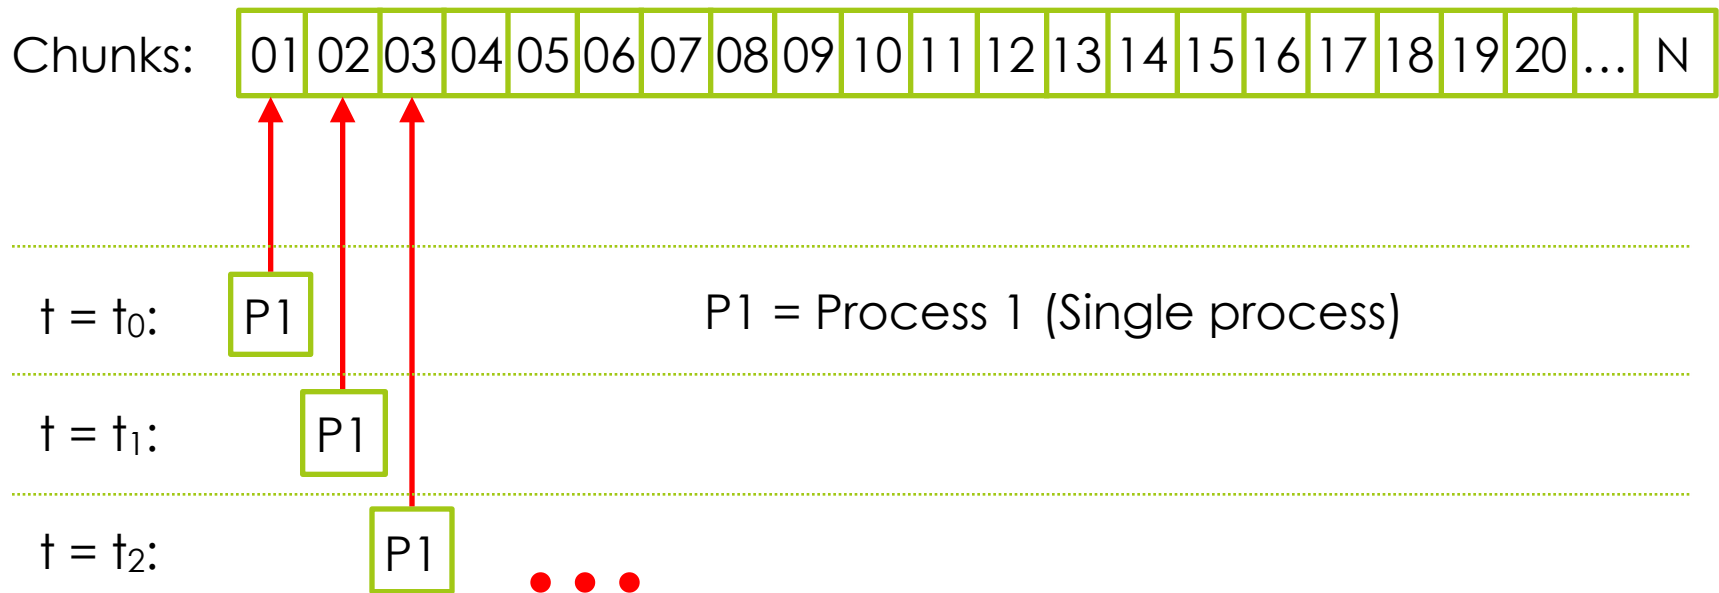 Chunks: 01 02 03 04 05 06 07 08 09 10 11 12 13 14 15 16 17 18 19 20 ... N
t = t₀: P1 P1 = Process 1 (Single process)
t = t₁: P1
t = t₂: P1